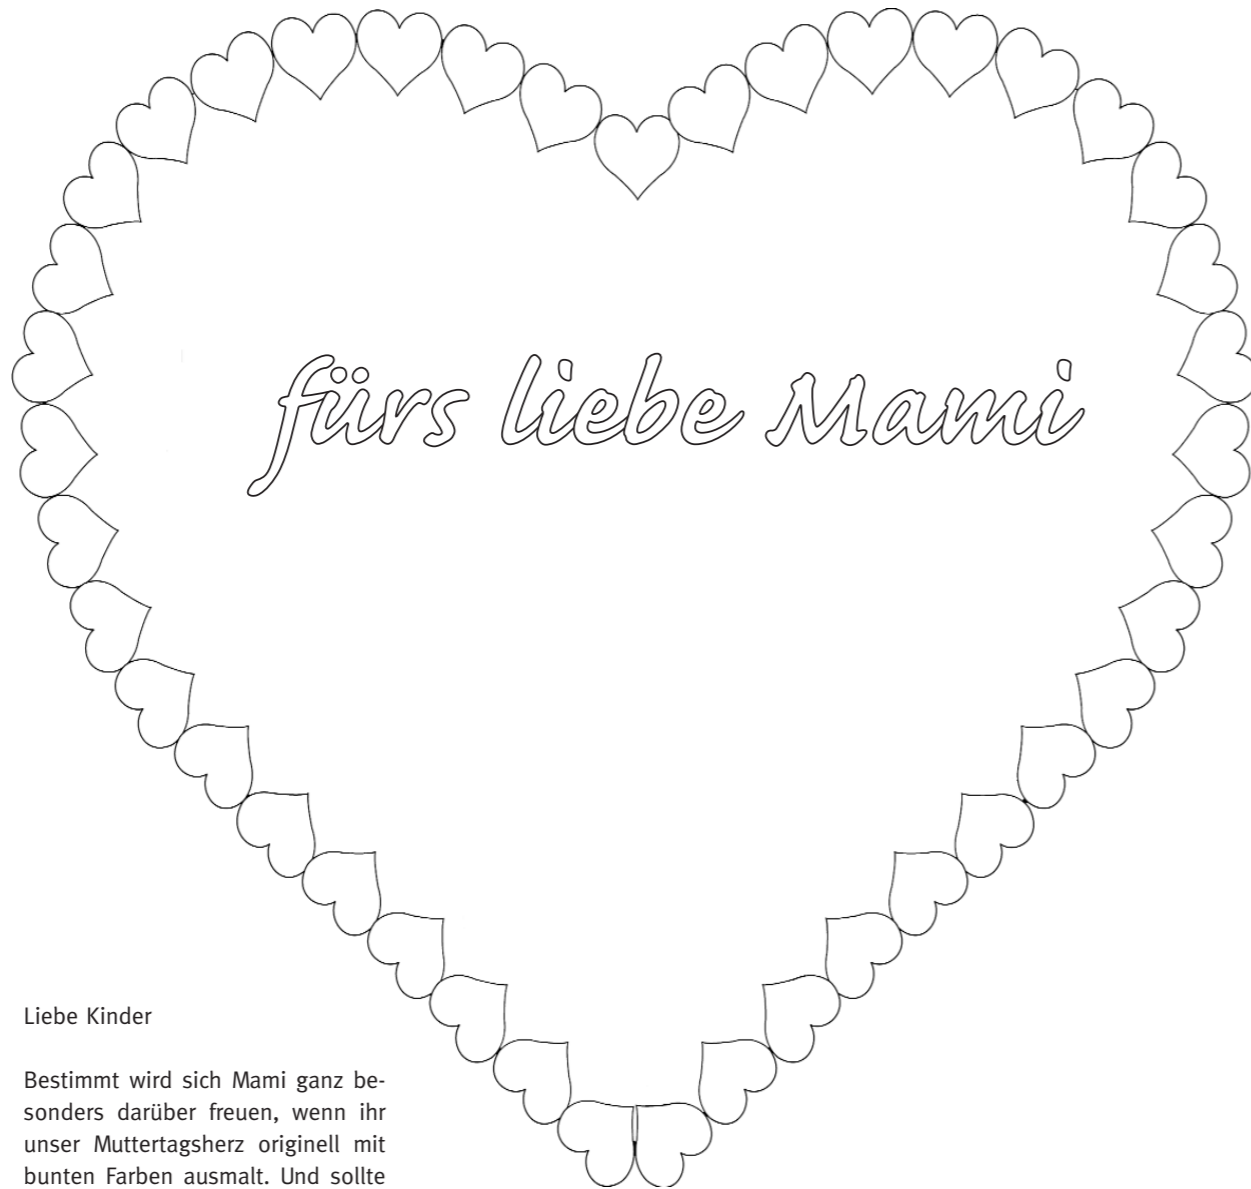 fürs liebe Mami
Liebe Kinder
Bestimmt wird sich Mami ganz be-
sonders darüber freuen, wenn ihr
unser Muttertagsherz originell mit
bunten Farben ausmalt. Und sollte